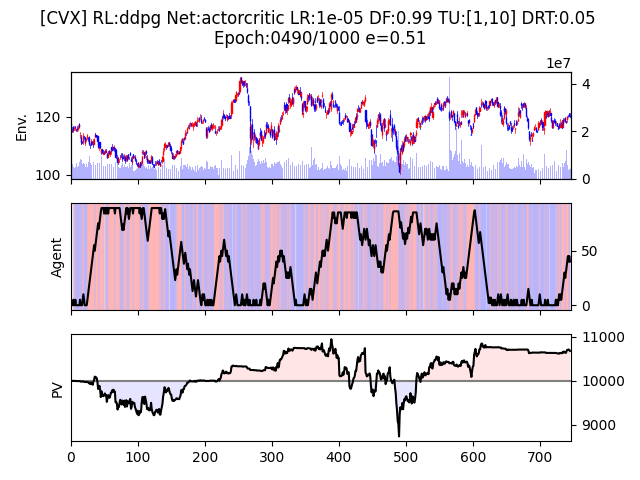 [CVX] RL:ddpg Net:actorcritic LR:1e-05 DF:0.99 TU:[1,10] DRT:0.05
Epoch:0490/1000 e=0.51
1e7
Env.
120
100
4
2
0
Agent
50
0
PV
11000
10000
9000
0 100 200 300 400 500 600 700